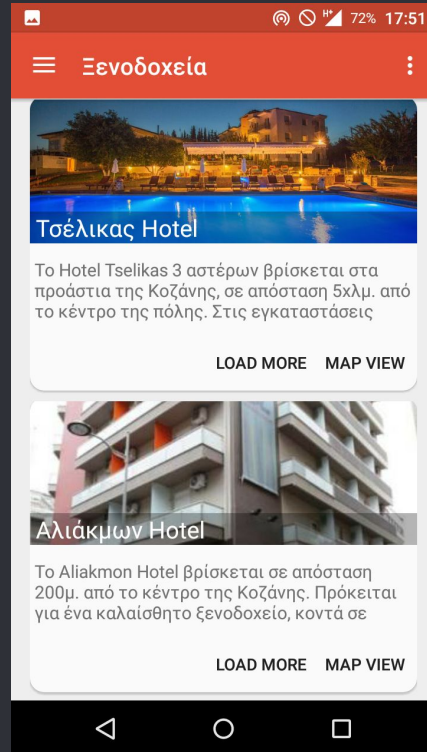 H+ 72% 17:51
Ξενοδοχεία
Τσέλικας Hotel
Το Hotel Tselikas 3 αστέρων βρίσκεται στα
προάστια της Κοζάνης, σε απόσταση 5χλμ. από
το κέντρο της πόλης. Στις εγκαταστάσεις
LOAD MORE MAP VIEW
Αλιάκμων Hotel
Το Aliakmon Hotel βρίσκεται σε απόσταση
200μ. από το κέντρο της Κοζάνης. Πρόκειται
για ένα καλαίσθητο ξενοδοχείο, κοντά σε
LOAD MORE MAP VIEW